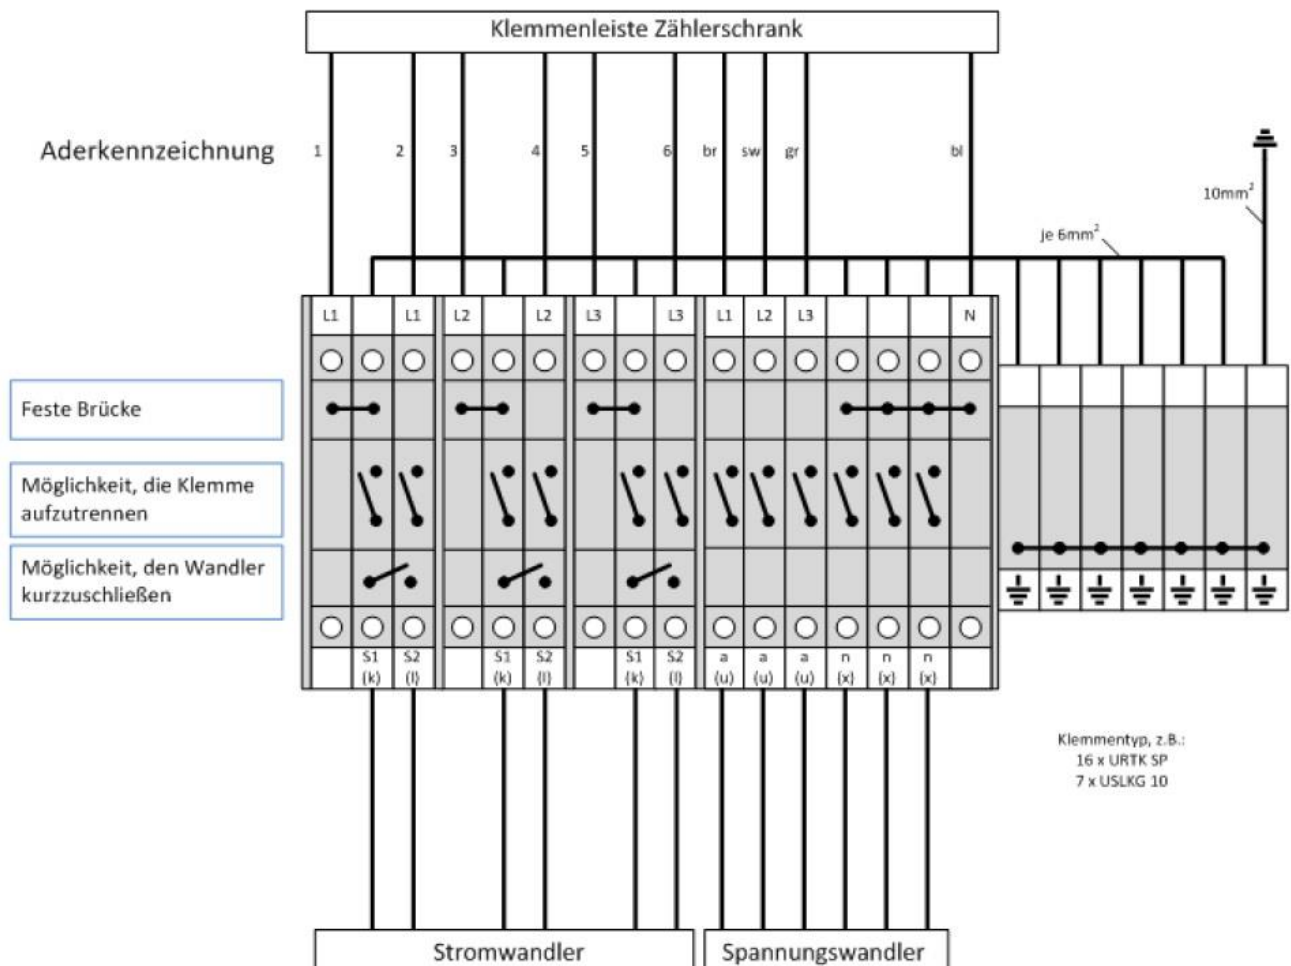 Klemmenleiste Zählerschrank
Aderkennzeichnung
1 2 3 4 5 6 br sw gr bl
10mm²
je 6mm²
L1 L1 L2 L2 L3 L3 L1 L2 L3 N
Feste Brücke
Möglichkeit, die Klemme
aufzutrennen
Möglichkeit, den Wandler
kurzzuschließen
S1 S2 S1 S2 S1 S2 a a a n n n
(k) (l) (k) (l) (k) (l) (u) (u) (u) (x) (x) (x)
Klemmentyp, z.B.:
16 x URTK SP
7 x USLKG 10
Stromwandler
Spannungswandler